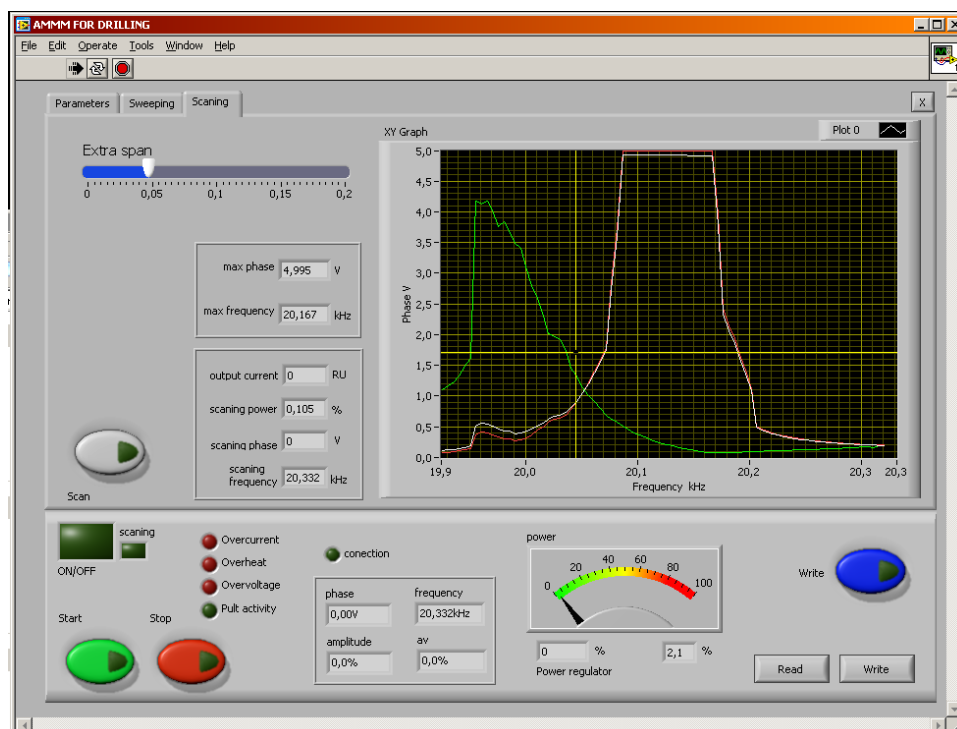 AMMM FOR DRILLING
File Edit Operate Tools Window Help
Parameters Sweeping Scaning X
Extra span
0 0,05 0,1 0,15 0,2
XY Graph Plot 0
5,0
4,5
4,0
3,5
3,0
2,5
2,0
1,5
1,0
0,5
0,0
Phase V
19,9 20,0 20,1 20,2 20,3 20,3
Frequency kHz
max phase 4,995 V
max frequency 20,167 kHz
output current 0 RU
scaning power 0,105 %
scaning phase 0 V
scaning
frequency 20,332 kHz
Scan
scaning
ON/OFF
Overcurrent
Overheat
Overvoltage
Pult activity
Start Stop
conection
phase frequency
0,00V 20,332kHz
amplitude av
0,0% 0,0%
power
0 20 40 60 80 100
0 % 2,1 %
Power regulator
Write
Read Write